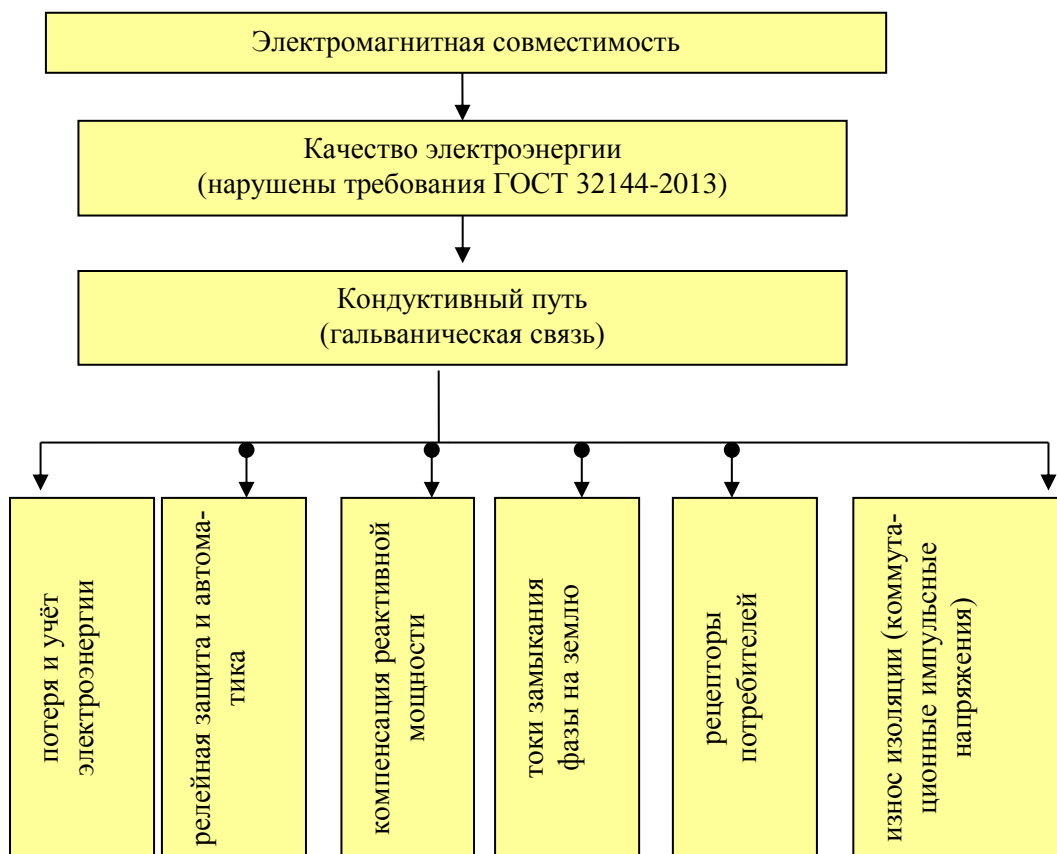 Электромагнитная совместимость
Качество электроэнергии
(нарушены требования ГОСТ 32144-2013)
Кондуктивный путь
(гальваническая связь)
потеря и учёт
электроэнергии
релейная защита и автома-
тика
компенсация реактивной
мощности
токи замыкания
фазы на землю
рецепторы
потребителей
износ изоляции (коммута-
ционные импульсные
напряжения)